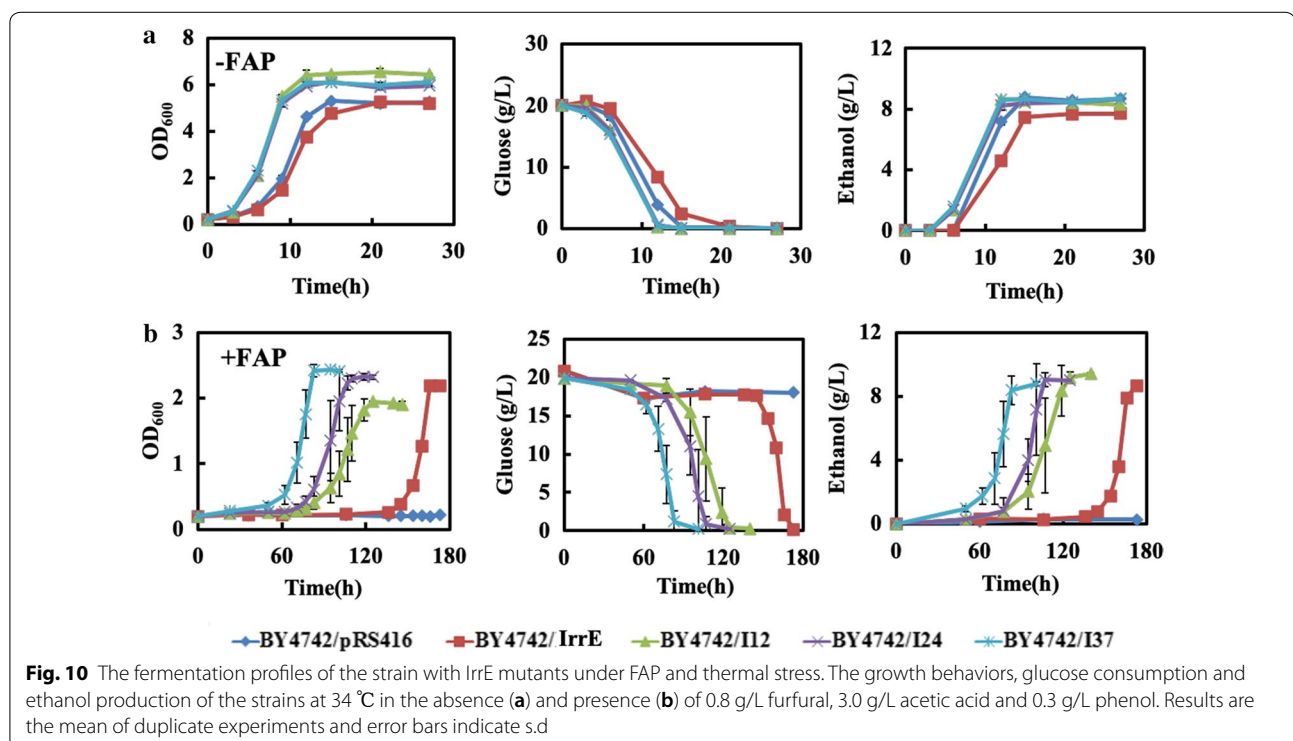 a
-FAP
OD600
8
6
4
2
0
0 10 20 30
Time(h)
Gluose (g/L)
30
20
10
0
0 10 20 30
Time(h)
Ethanol (g/L)
12
8
4
0
0 10 20 30
Time(h)
b
+FAP
OD600
3
2
1
0
0 60 120 180
Time(h)
Gluose (g/L)
25
20
15
10
5
0
0 60 120 180
Time(h)
Ethanol (g/L)
12
8
4
0
0 60 120 180
Time(h)
BY4742/pRS416 BY4742/IrrE BY4742/I12 BY4742/I24 BY4742/I37
Fig. 10 The fermentation profiles of the strain with IrrE mutants under FAP and thermal stress. The growth behaviors, glucose consumption and
ethanol production of the strains at 34 ℃ in the absence (a) and presence (b) of 0.8 g/L furfural, 3.0 g/L acetic acid and 0.3 g/L phenol. Results are
the mean of duplicate experiments and error bars indicate s.d